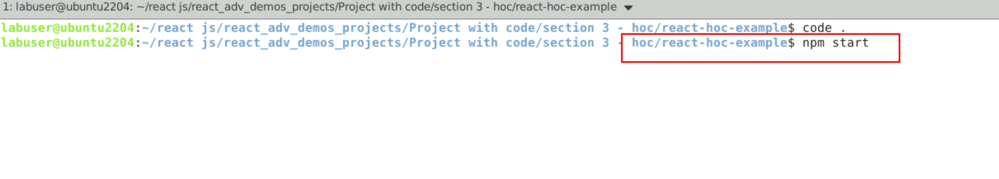 1: labuser@ubuntu2204: ~/react js/react_adv_demos_projects/Project with code/section 3 - hoc/react-hoc-example
labuser@ubuntu2204:~/react js/react_adv_demos_projects/Project with code/section 3 - hoc/react-hoc-example$ code .
labuser@ubuntu2204:~/react js/react_adv_demos_projects/Project with code/section 3 - hoc/react-hoc-example$ npm start